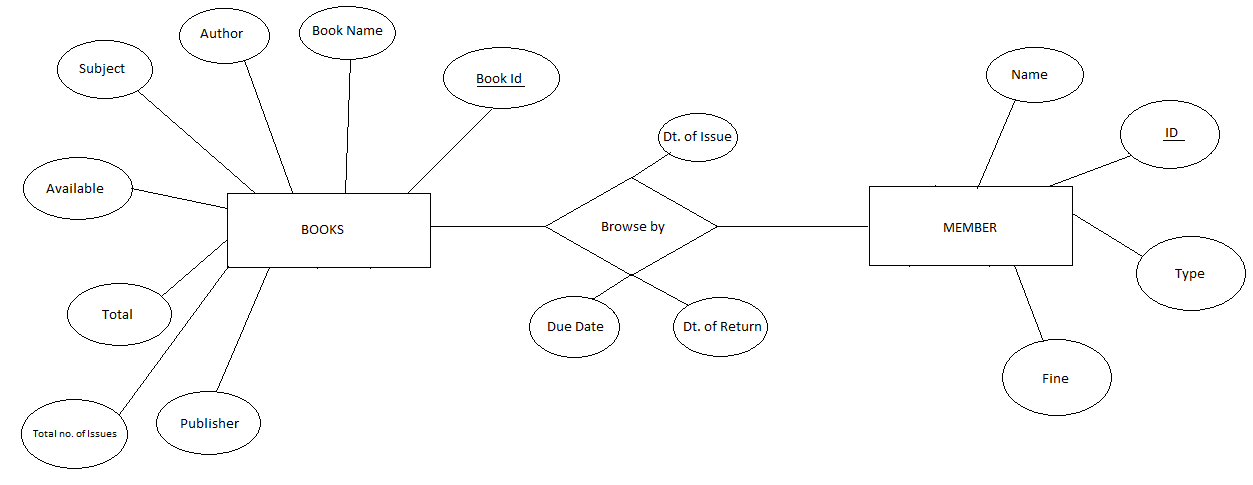 Author
Book Name
Subject
Book Id
Name
Dt. of Issue
ID
Available
BOOKS
Browse by
MEMBER
Type
Total
Due Date
Dt. of Return
Fine
Total no. of Issues
Publisher